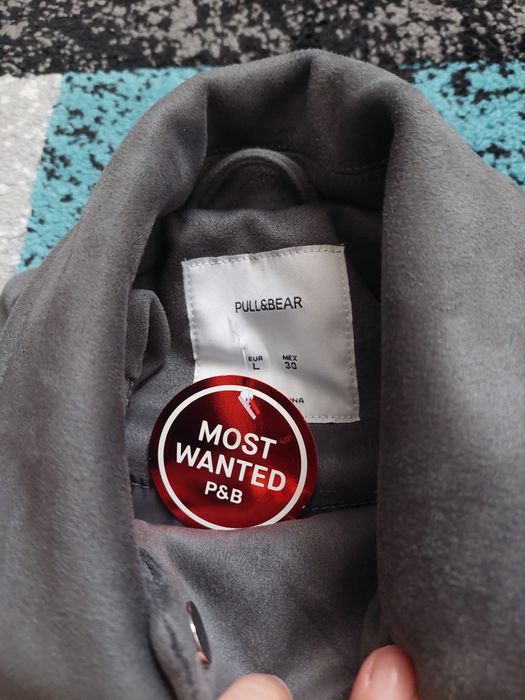 PULL&BEAR
EUR MEX
L 30
MOST
WANTED
P&B